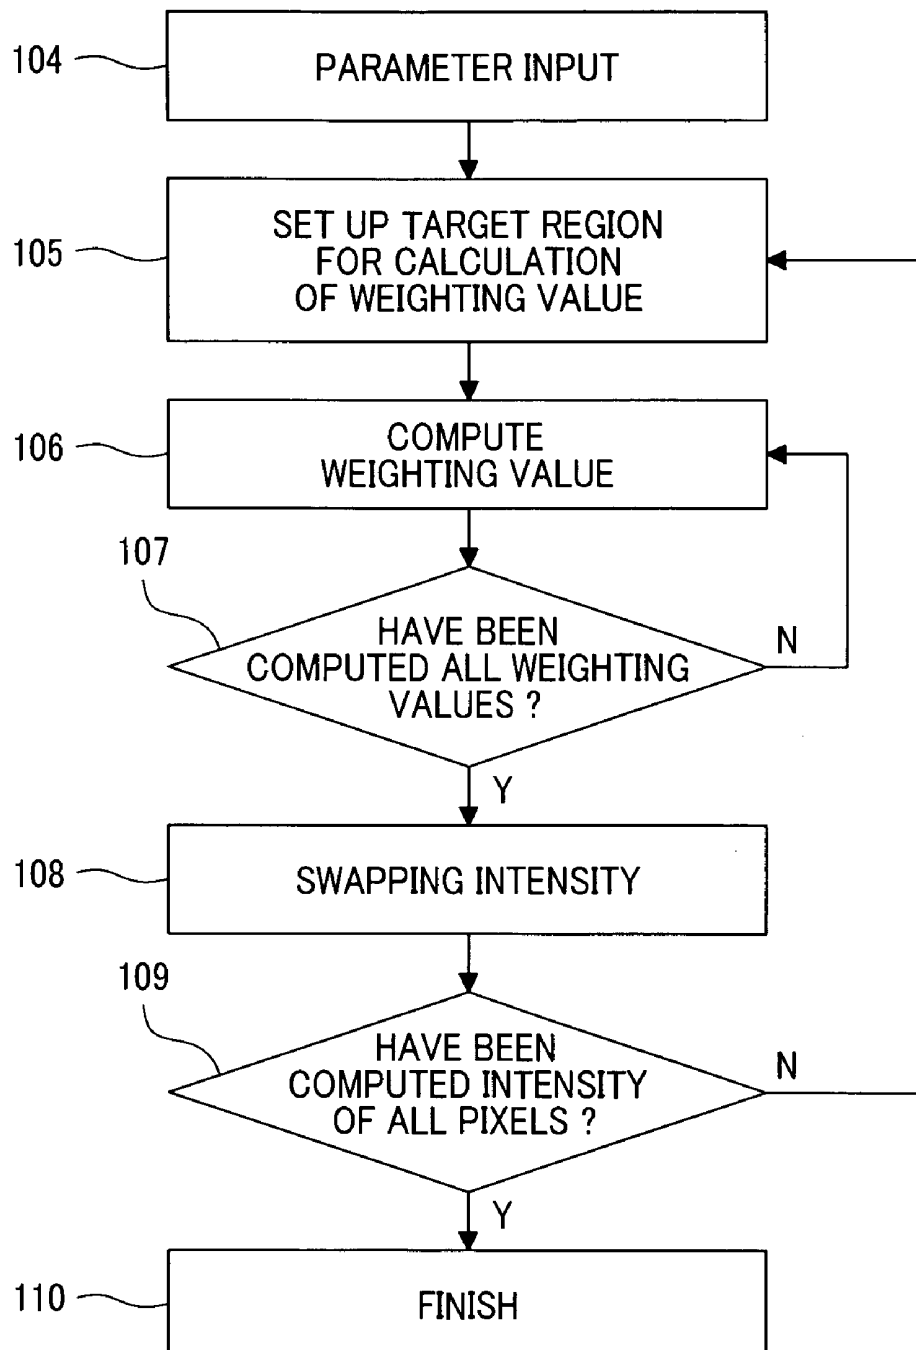 104
PARAMETER INPUT
105
SET UP TARGET REGION
FOR CALCULATION
OF WEIGHTING VALUE
106
COMPUTE
WEIGHTING VALUE
107
HAVE BEEN
COMPUTED ALL WEIGHTING
VALUES ?
N
Y
108
SWAPPING INTENSITY
109
HAVE BEEN
COMPUTED INTENSITY
OF ALL PIXELS ?
N
Y
110
FINISH